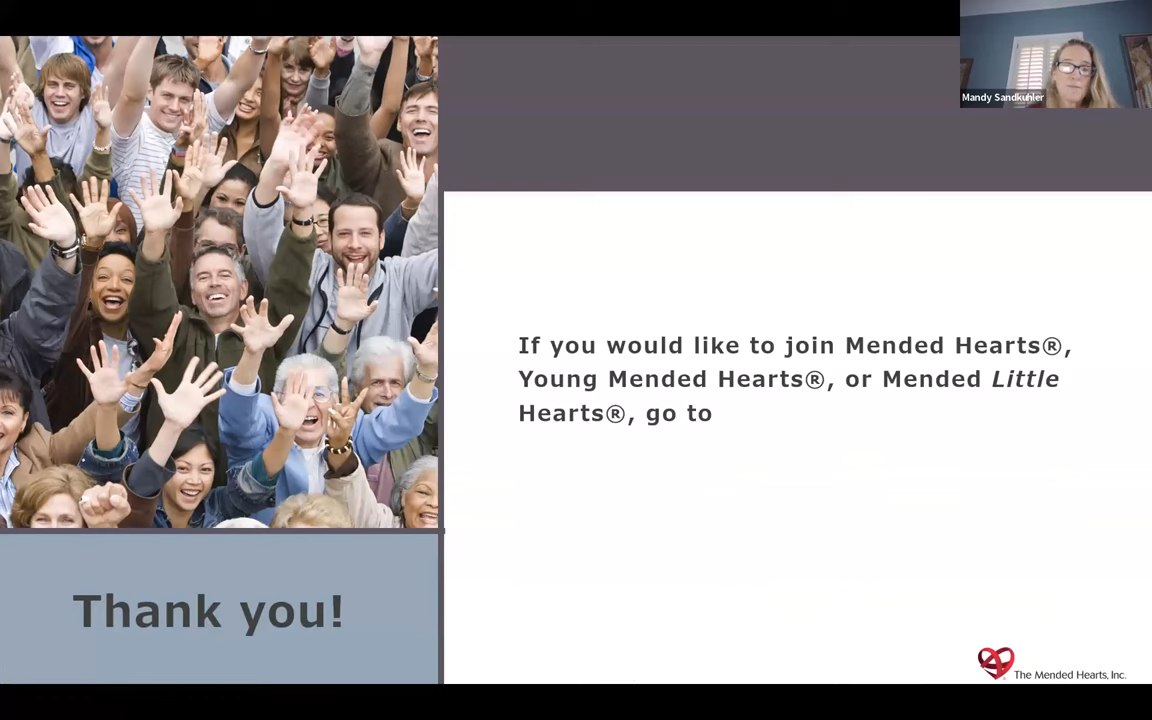 Mandy Sandkuhler
If you would like to join Mended Hearts®,
Young Mended Hearts®, or Mended Little
Hearts®, go to
Thank you!
The Mended Hearts, Inc.